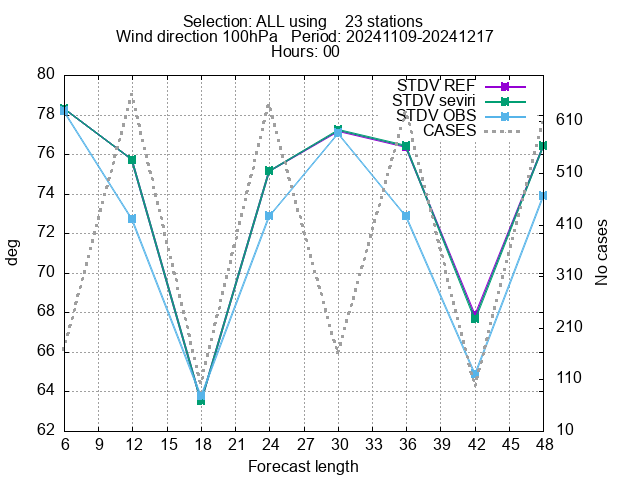 Selection: ALL using    23 stations
Wind direction 100hPa   Period: 20241109-20241217
Hours: 00
STDV REF
STDV seviri
STDV OBS
CASES
80
78
76
74
72
70
68
66
64
62
deg
610
510
410
310
210
110
10
No cases
6 9 12 15 18 21 24 27 30 33 36 39 42 45 48
Forecast length